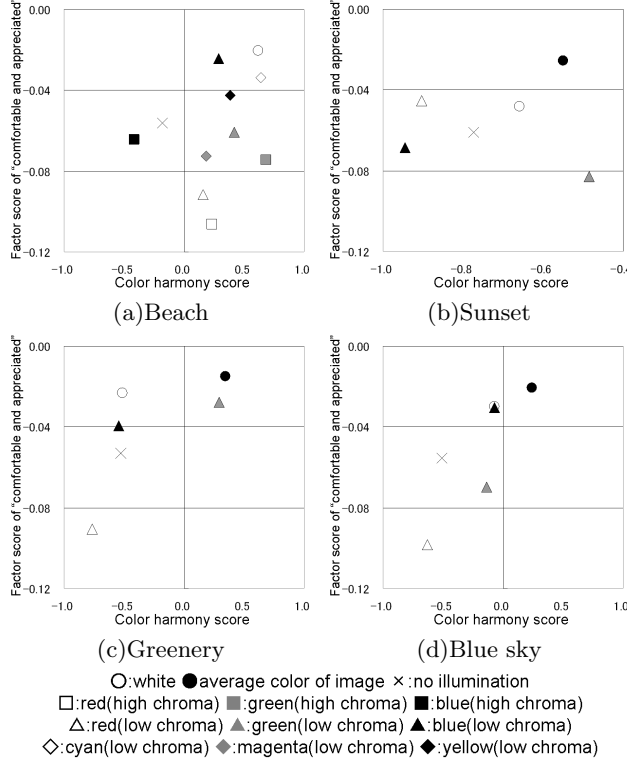 Factor score of "comfortable and appreciated"
0.00
−0.04
−0.08
−0.12
−1.0 −0.5 0.0 0.5 1.0
Color harmony score
(a)Beach
Factor score of "comfortable and appreciated"
0.00
−0.04
−0.08
−0.12
−1.0 −0.8 −0.6 −0.4
Color harmony score
(b)Sunset
Factor score of "comfortable and appreciated"
0.00
−0.04
−0.08
−0.12
−1.0 −0.5 0.0 0.5 1.0
Color harmony score
(c)Greenery
Factor score of "comfortable and appreciated"
0.00
−0.04
−0.08
−0.12
−1.0 −0.5 0.0 0.5 1.0
Color harmony score
(d)Blue sky
○:white ●average color of image ×:no illumination
□:red(high chroma) ■:green(high chroma) ■:blue(high chroma)
△:red(low chroma) ▲:green(low chroma) ▲:blue(low chroma)
◇:cyan(low chroma) ◆:magenta(low chroma) ◆:yellow(low chroma)